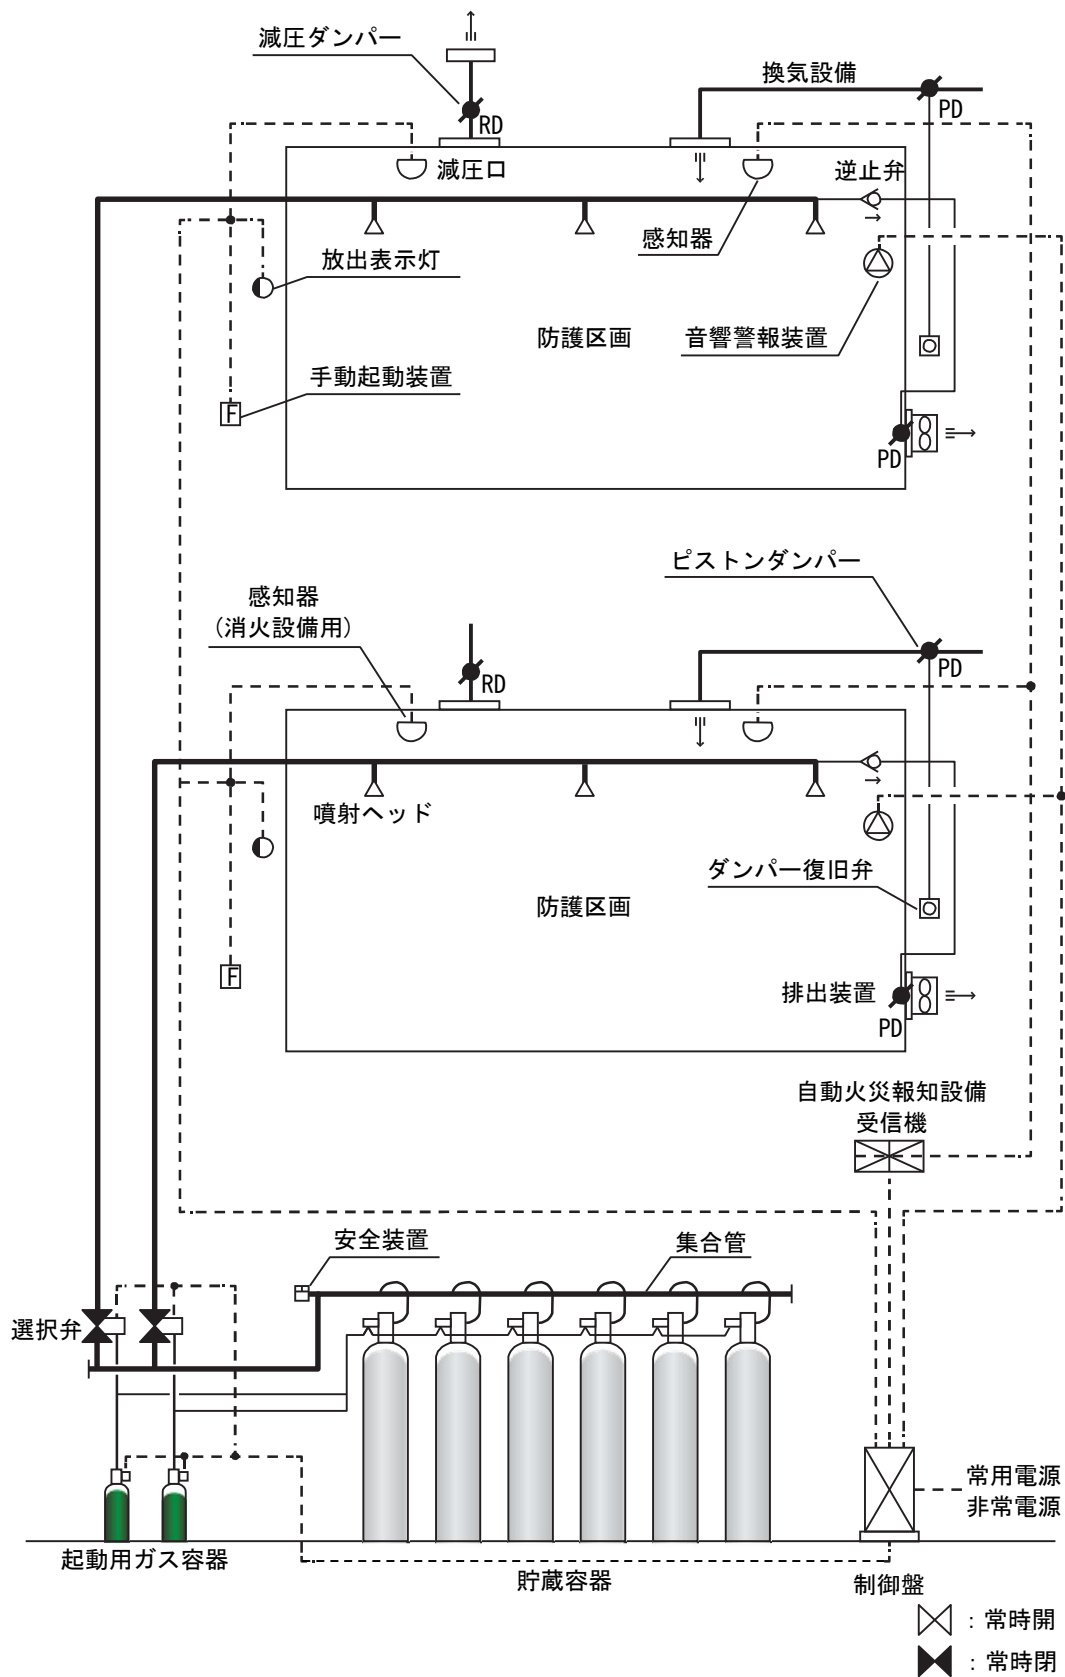 減圧ダンパー
換気設備
RD
PD
減圧口
逆止弁
感知器
放出表示灯
防護区画
音響警報装置
手動起動装置
F
PD
ピストンダンパー
感知器
(消火設備用)
RD
PD
噴射ヘッド
ダンパー復旧弁
防護区画
F
排出装置
PD
自動火災報知設備
受信機
安全装置
集合管
選択弁
常用電源
非常電源
起動用ガス容器
貯蔵容器
制御盤
：常時開
：常時閉